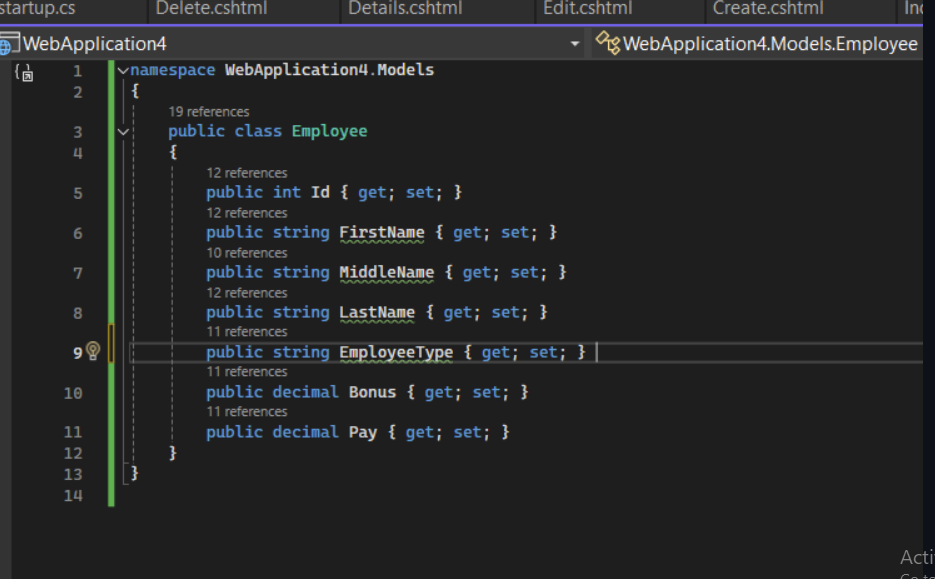 startup.cs Delete.cshtml Details.cshtml Edit.cshtml Create.cshtml
WebApplication4 WebApplication4.Models.Employee
1 namespace WebApplication4.Models
2 {
19 references
3 public class Employee
4 {
12 references
5 public int Id { get; set; }
12 references
6 public string FirstName { get; set; }
10 references
7 public string MiddleName { get; set; }
12 references
8 public string LastName { get; set; }
11 references
9 public string EmployeeType { get; set; }
11 references
10 public decimal Bonus { get; set; }
11 references
11 public decimal Pay { get; set; }
12 }
13 }
14